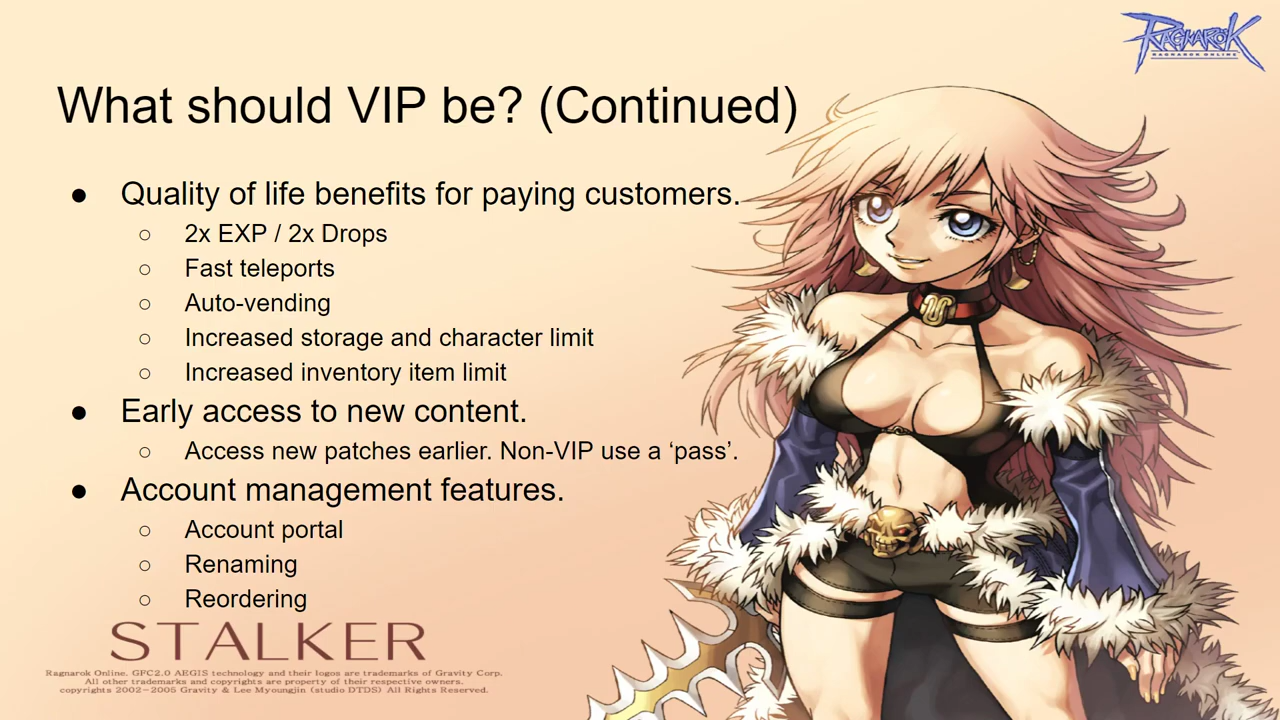 RAGNAROK
RAGNAROK ONLINE
What should VIP be? (Continued)
● Quality of life benefits for paying customers.
○ 2x EXP / 2x Drops
○ Fast teleports
○ Auto-vending
○ Increased storage and character limit
○ Increased inventory item limit
● Early access to new content.
○ Access new patches earlier. Non-VIP use a ‘pass’.
● Account management features.
○ Account portal
○ Renaming
○ Reordering
STALKER
Ragnarok Online. GFC2.0 AEGIS technology and their logos are trademarks of Gravity Corp.
All other trademarks and copyrights are property of their respective owners.
copyrights 2002-2005 Gravity & Lee Myoungjin (studio DTDS) All Rights Reserved.